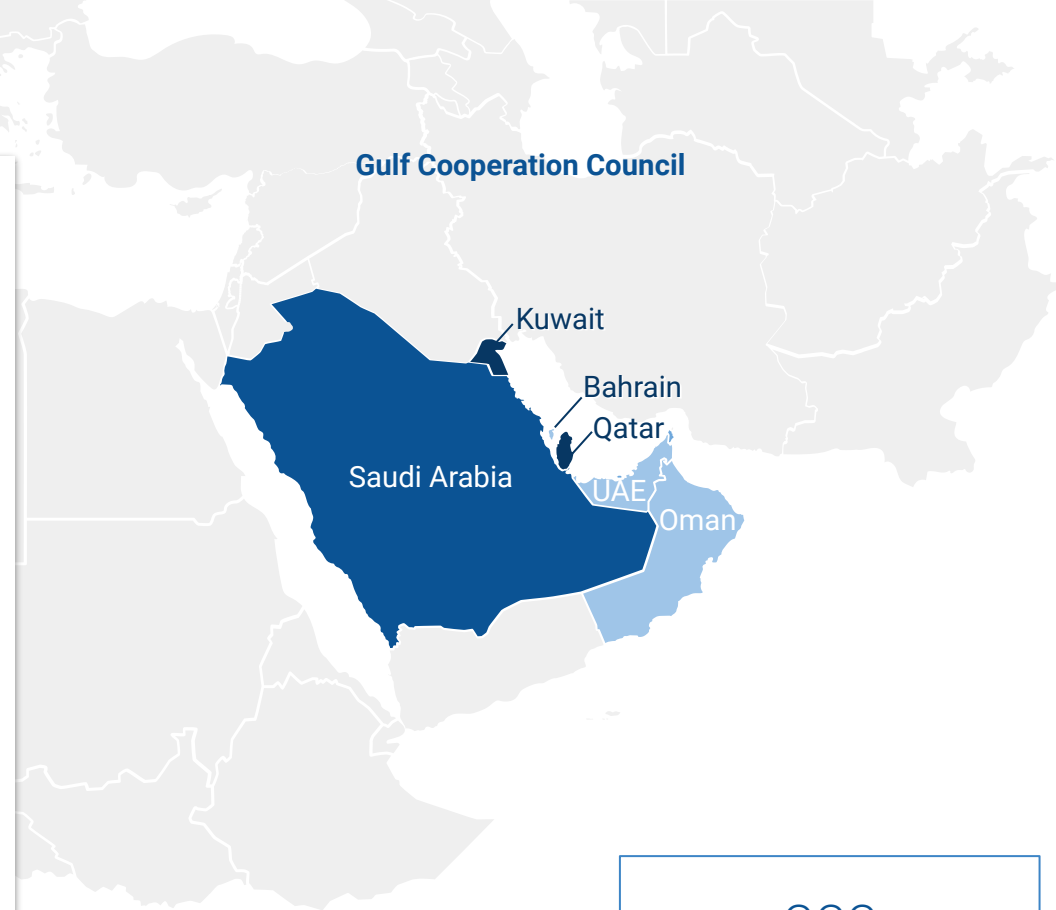 Gulf Cooperation Council
Kuwait
Bahrain
Qatar
Saudi Arabia
UAE
Oman